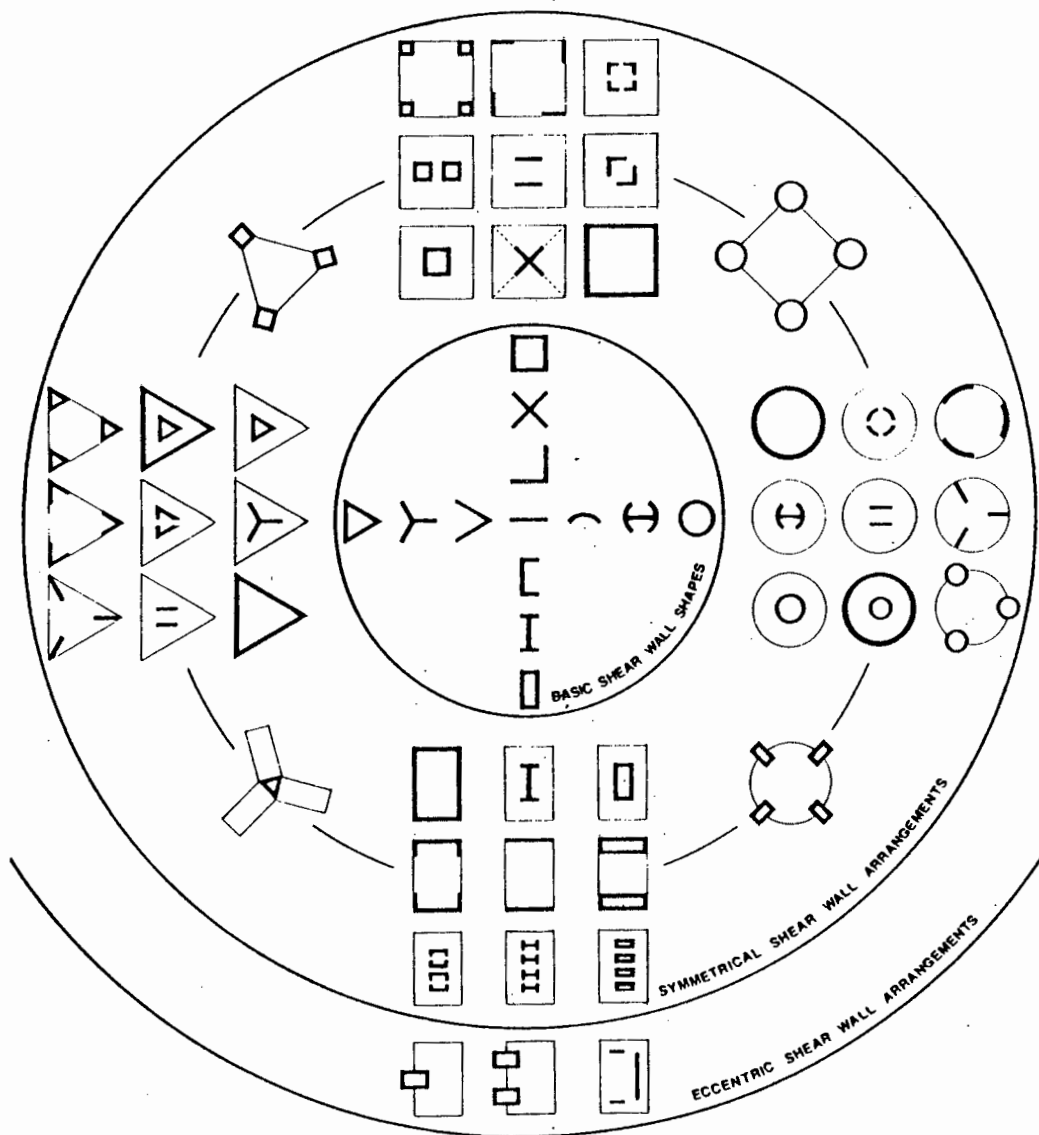 BASIC SHEAR WALL SHAPES
SYMMETRICAL SHEAR WALL ARRANGEMENTS
ECCENTRIC SHEAR WALL ARRANGEMENTS